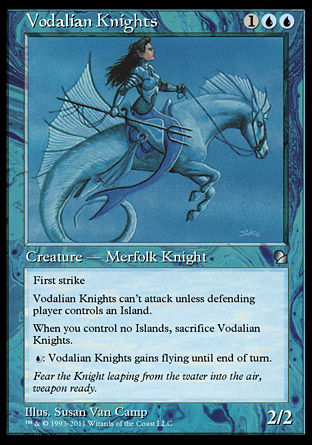 Vodalian Knights 1
Creature — Merfolk Knight
First strike
Vodalian Knights can't attack unless defending
player controls an Island.
When you control no Islands, sacrifice Vodalian
Knights.
: Vodalian Knights gains flying until end of turn.
Fear the Knight leaping from the water into the air,
weapon ready.
Illus. Susan Van Camp
™ & © 1993-2011 Wizards of the Coast LLC
2/2